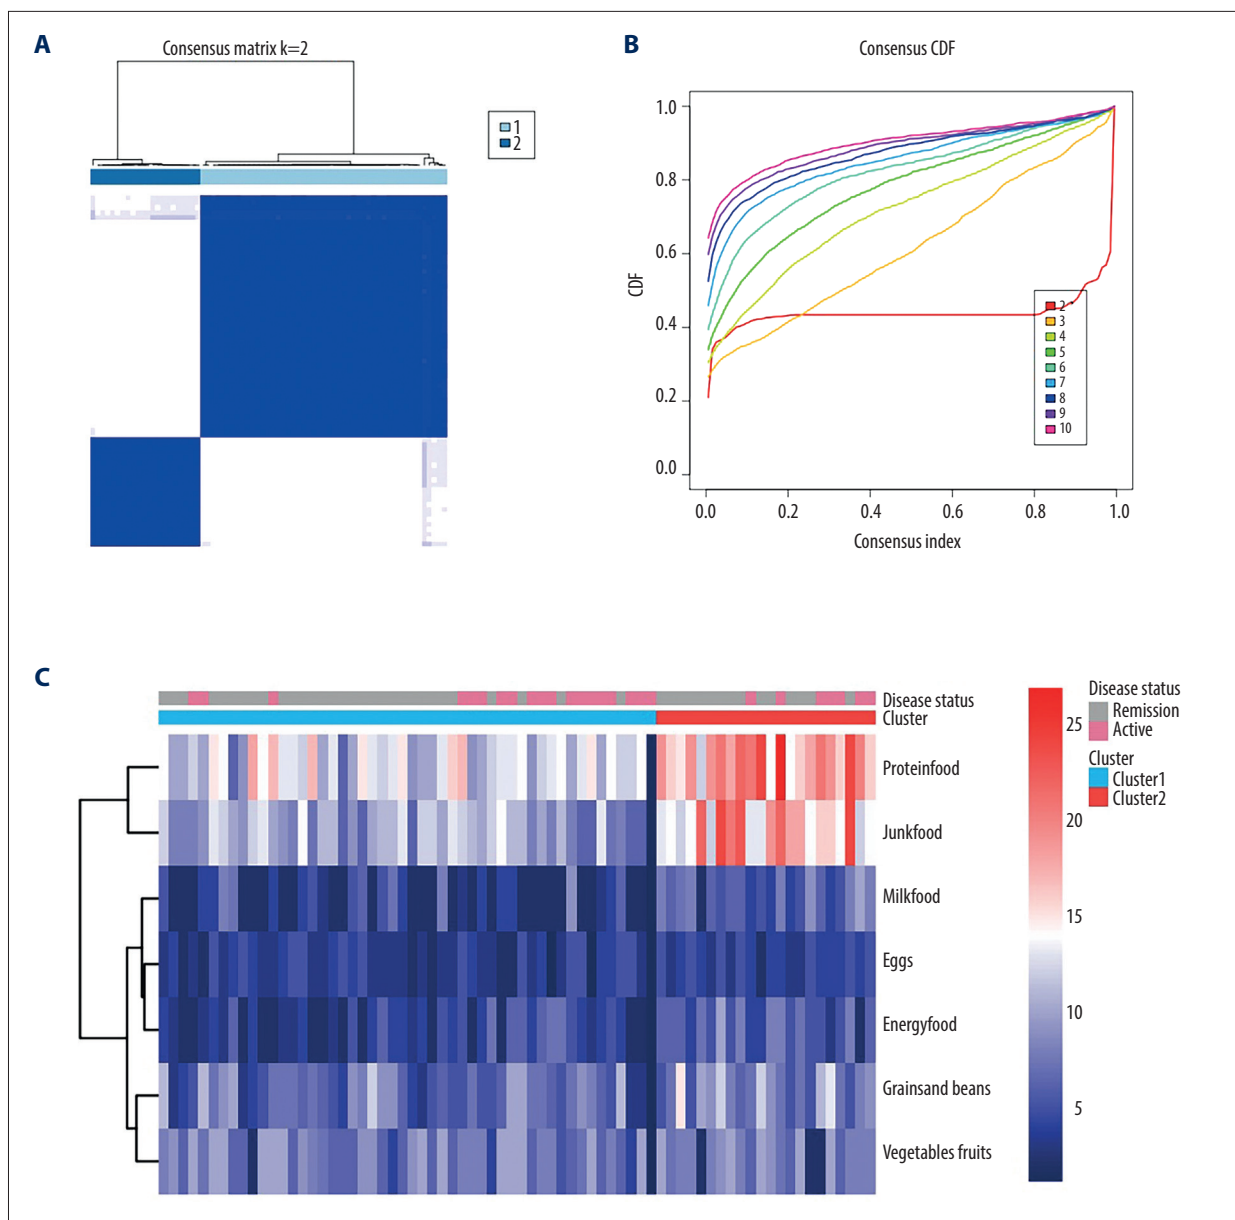 A
Consensus matrix k=2
1
2
B
Consensus CDF
1.0
0.8
0.6
0.4
0.2
0.0
CDF
2
3
4
5
6
7
8
9
10
0.0 0.2 0.4 0.6 0.8 1.0
Consensus index
C
Disease status
Cluster
Proteinfood
Junkfood
Milkfood
Eggs
Energyfood
Grainsand beans
Vegetables fruits
25
20
15
10
5
Disease status
Remission
Active
Cluster
Cluster1
Cluster2